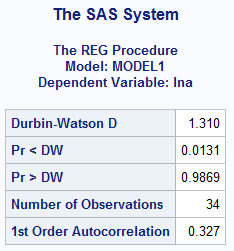 The SAS System
The REG Procedure
Model: MODEL1
Dependent Variable: lna
Durbin-Watson D 1.310
Pr < DW 0.0131
Pr > DW 0.9869
Number of Observations 34
1st Order Autocorrelation 0.327